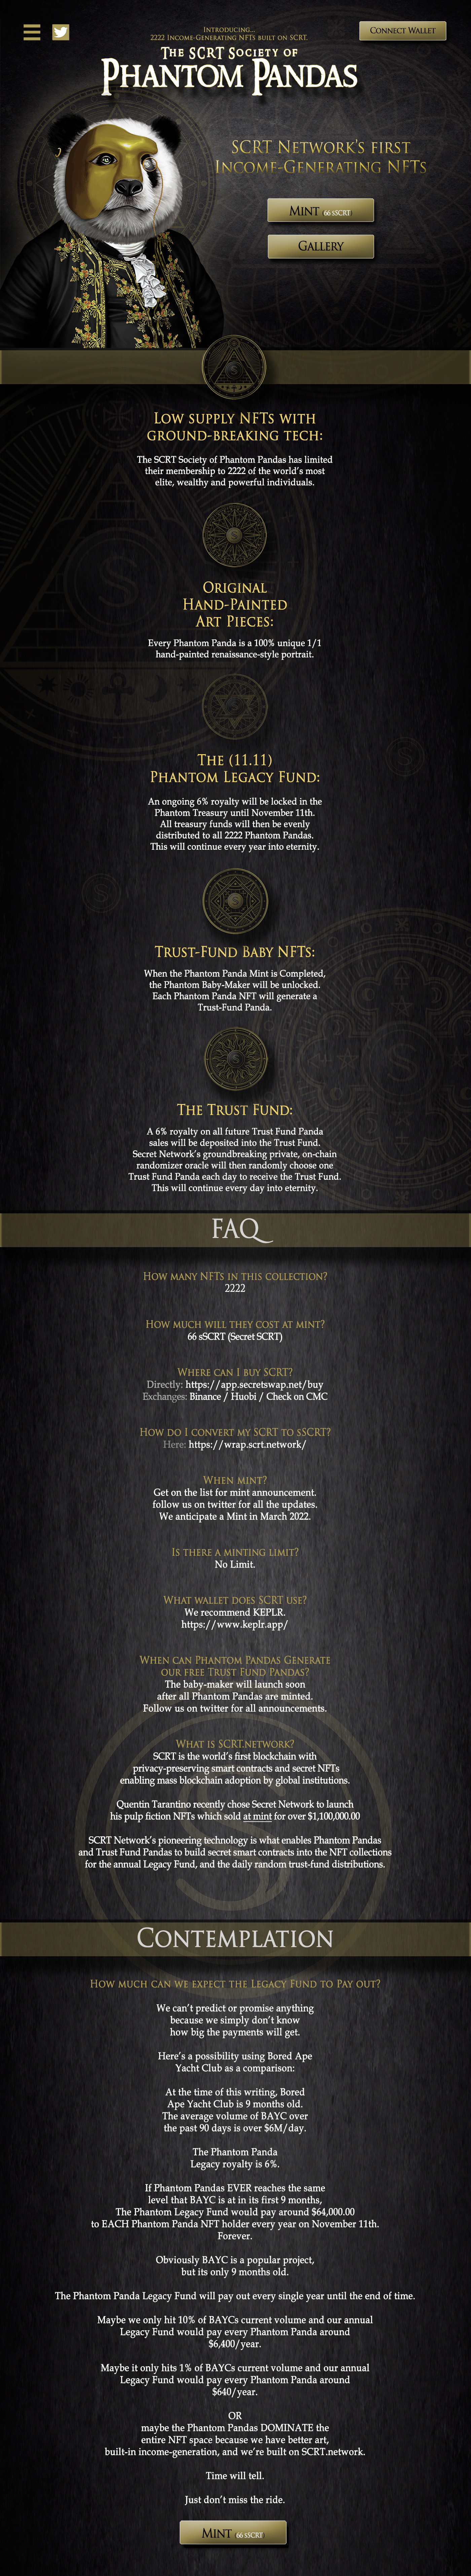 Introducing...
2222 Income-Generating NFTs built on SCRT.
Connect Wallet
The SCRT Society of
Phantom Pandas
SCRT Network's first
Income-Generating NFTs
Mint (66 sSCRT)
Gallery
Low supply NFTs with
ground-breaking tech:
The SCRT Society of Phantom Pandas has limited
their membership to 2222 of the world's most
elite, wealthy and powerful individuals.
Original
Hand-Painted
Art Pieces:
Every Phantom Panda is a 100% unique 1/1
hand-painted renaissance-style portrait.
The (11.11)
Phantom Legacy Fund:
An ongoing 6% royalty will be locked in the
Phantom Treasury until November 11th.
All treasury funds will then be evenly
distributed to all 2222 Phantom Pandas.
This will continue every year into eternity.
Trust-Fund Baby NFTs:
When the Phantom Panda Mint is Completed,
the Phantom Baby-Maker will be unlocked.
Each Phantom Panda NFT will generate a
Trust-Fund Panda.
The Trust Fund:
A 6% royalty on all future Trust Fund Panda
sales will be deposited into the Trust Fund.
Secret Network's groundbreaking private, on-chain
randomizer oracle will then randomly choose one
Trust Fund Panda each day to receive the Trust Fund.
This will continue every day into eternity.
FAQ
How many NFTs in this collection?
2222
How much will they cost at mint?
66 sSCRT (Secret SCRT)
Where can I buy SCRT?
Directly: https://app.secretswap.net/buy
Exchanges: Binance / Huobi / Check on CMC
How do I convert my SCRT to sSCRT?
Here: https://wrap.scrt.network/
When mint?
Get on the list for mint announcement.
follow us on twitter for all the updates.
We anticipate a Mint in March 2022.
Is there a minting limit?
No Limit.
What wallet does SCRT use?
We recommend KEPLR.
https://www.keplr.app/
When can Phantom Pandas Generate
our free Trust Fund Pandas?
The baby-maker will launch soon
after all Phantom Pandas are minted.
Follow us on twitter for all announcements.
What is SCRT.network?
SCRT is the world's first blockchain with
privacy-preserving smart contracts and secret NFTs
enabling mass blockchain adoption by global institutions.
Quentin Tarantino recently chose Secret Network to launch
his pulp fiction NFTs which sold at mint for over $1,100,000.00
SCRT Network's pioneering technology is what enables Phantom Pandas
and Trust Fund Pandas to build secret smart contracts into the NFT collections
for the annual Legacy Fund, and the daily random trust-fund distributions.
Contemplation
How much can we expect the Legacy Fund to Pay out?
We can't predict or promise anything
because we simply don't know
how big the payments will get.
Here's a possibility using Bored Ape
Yacht Club as a comparison:
At the time of this writing, Bored
Ape Yacht Club is 9 months old.
The average volume of BAYC over
the past 90 days is over $6M/day.
The Phantom Panda
Legacy royalty is 6%.
If Phantom Pandas EVER reaches the same
level that BAYC is at in its first 9 months,
The Phantom Legacy Fund would pay around $64,000.00
to EACH Phantom Panda NFT holder every year on November 11th.
Forever.
Obviously BAYC is a popular project,
but its only 9 months old.
The Phantom Panda Legacy Fund will pay out every single year until the end of time.
Maybe we only hit 10% of BAYCs current volume and our annual
Legacy Fund would pay every Phantom Panda around
$6,400/year.
Maybe it only hits 1% of BAYCs current volume and our annual
Legacy Fund would pay every Phantom Panda around
$640/year.
OR
maybe the Phantom Pandas DOMINATE the
entire NFT space because we have better art,
built-in income-generation, and we're built on SCRT.network.
Time will tell.
Just don't miss the ride.
Mint (66 sSCRT)